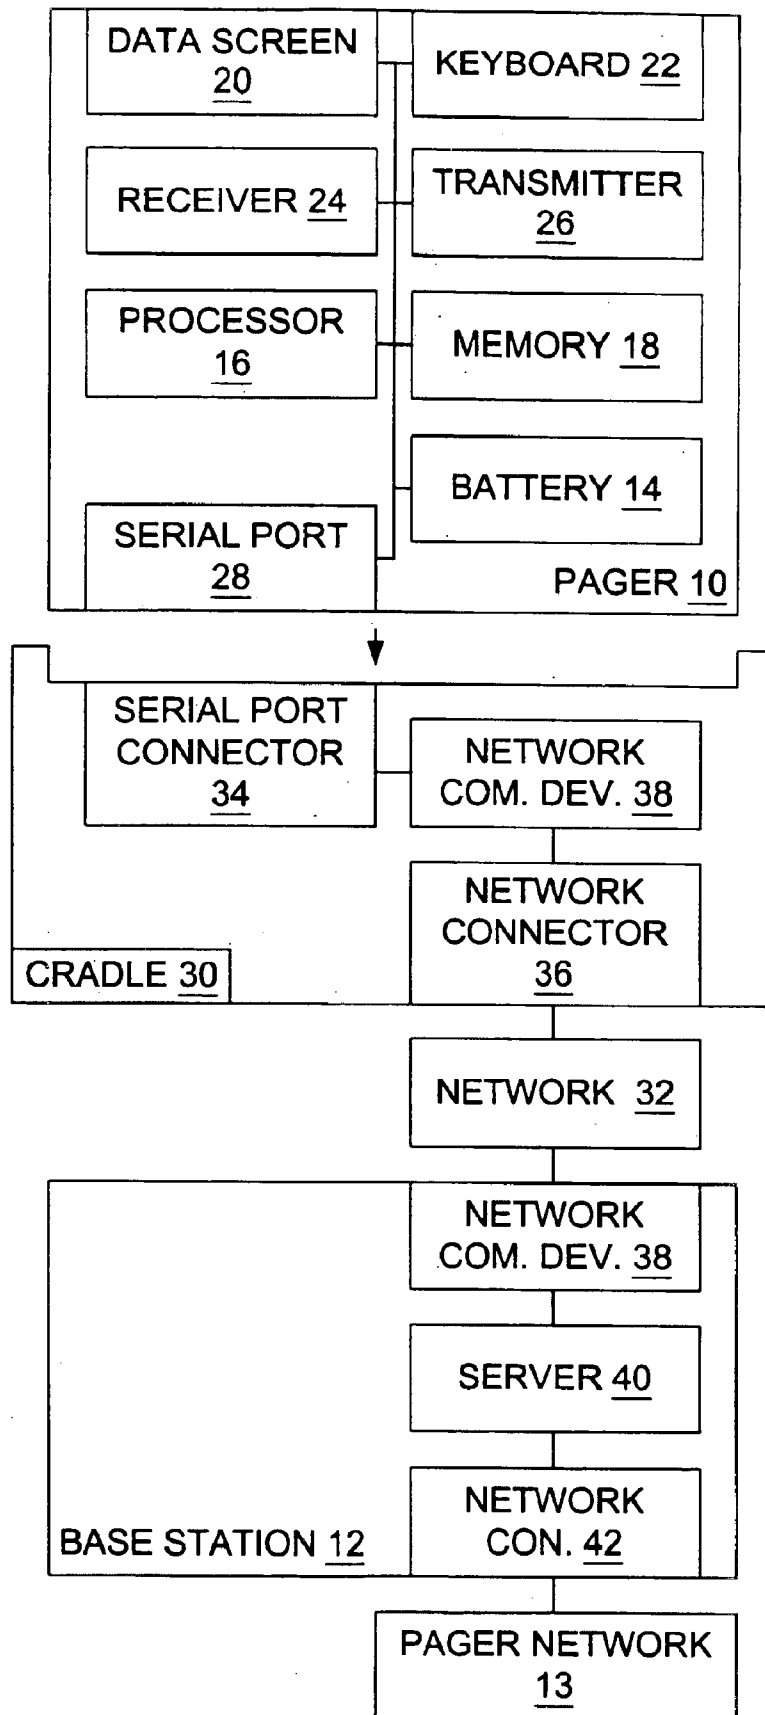 DATA SCREEN
20
KEYBOARD 22
RECEIVER 24
TRANSMITTER
26
PROCESSOR
16
MEMORY 18
BATTERY 14
SERIAL PORT
28
PAGER 10
SERIAL PORT
CONNECTOR
34
NETWORK
COM. DEV. 38
NETWORK
CONNECTOR
36
CRADLE 30
NETWORK 32
NETWORK
COM. DEV. 38
SERVER 40
NETWORK
CON. 42
BASE STATION 12
PAGER NETWORK
13